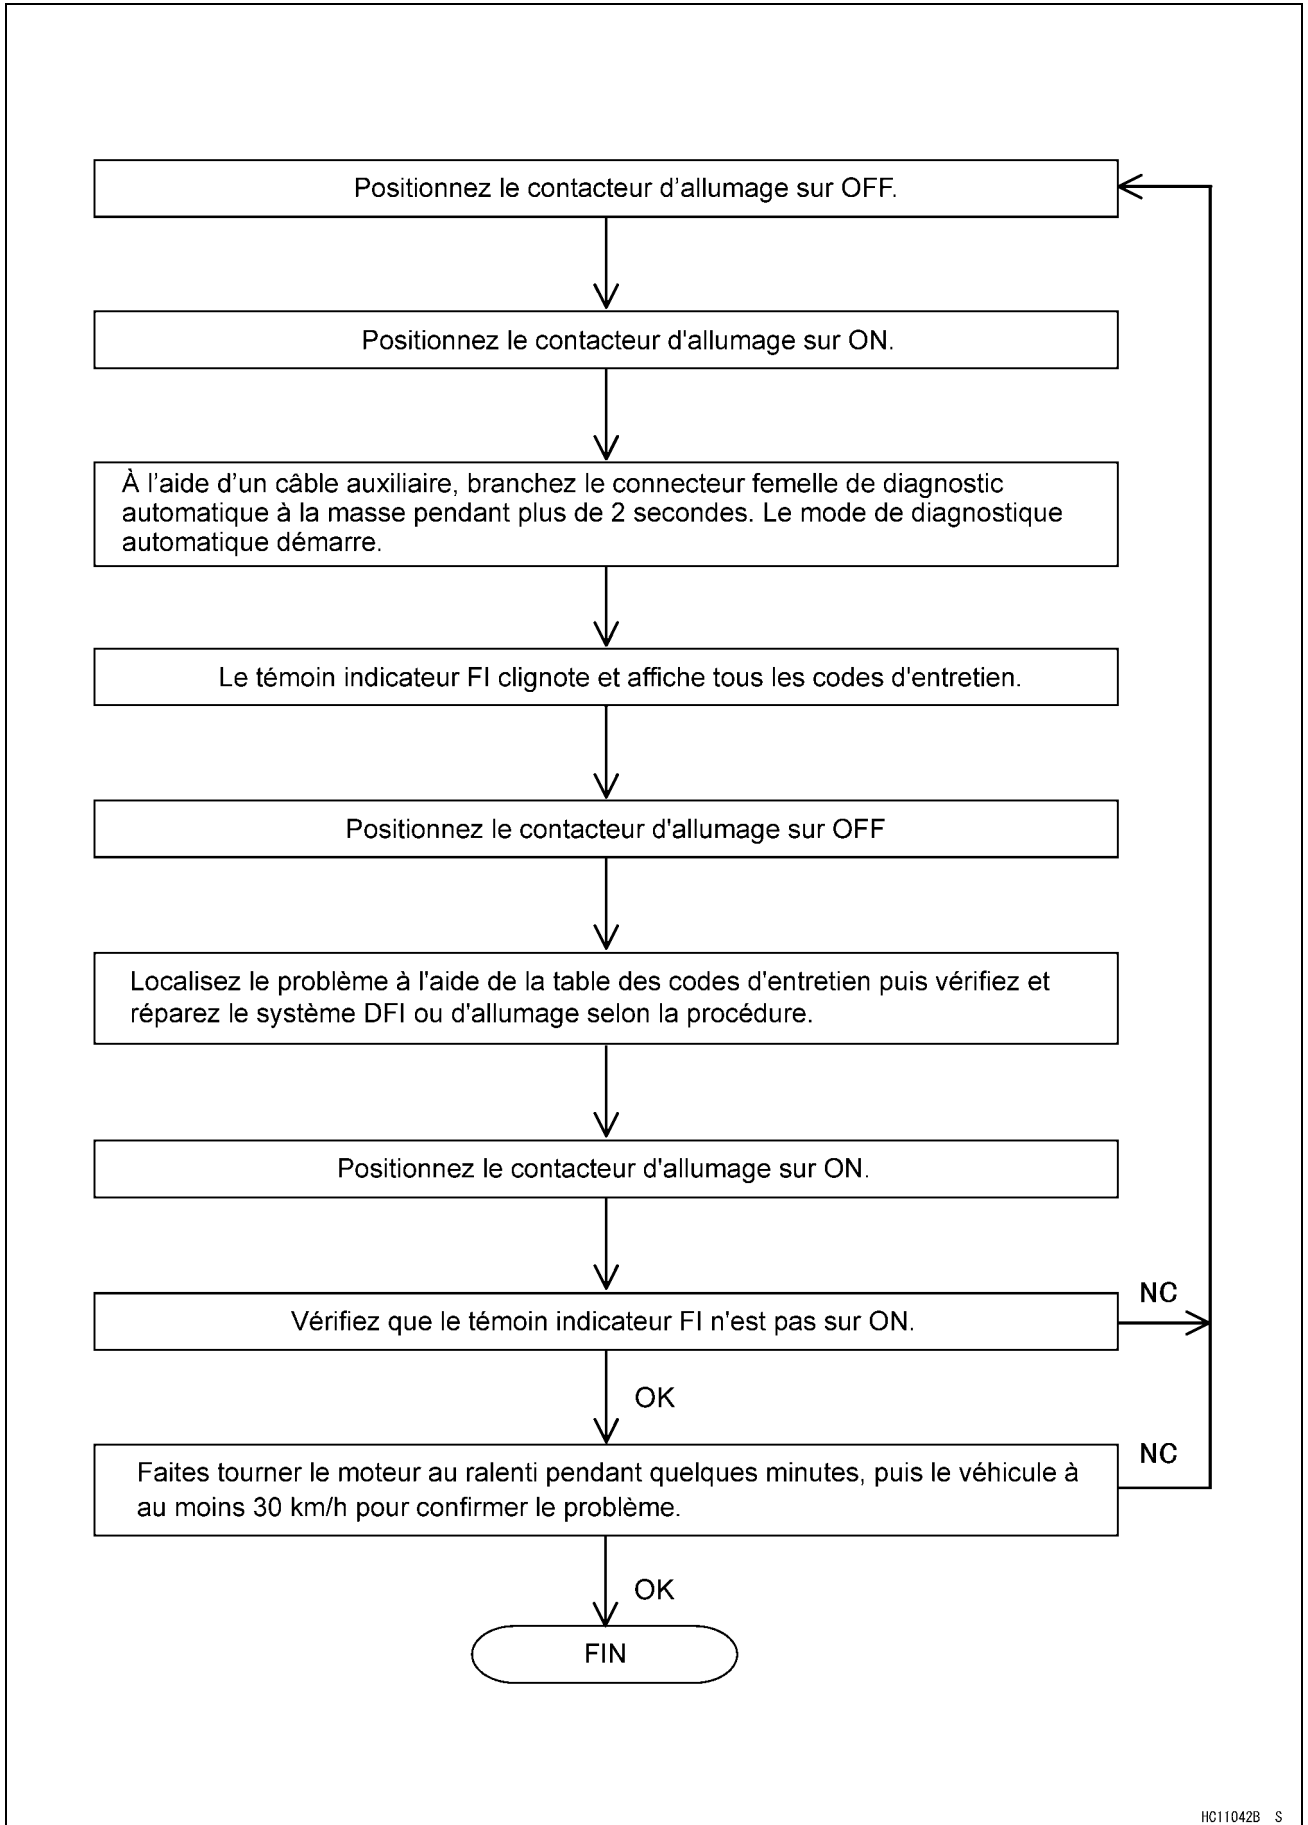 Positionnez le contacteur d’allumage sur OFF.
Positionnez le contacteur d'allumage sur ON.
À l’aide d’un câble auxiliaire, branchez le connecteur femelle de diagnostic
automatique à la masse pendant plus de 2 secondes. Le mode de diagnostique
automatique démarre.
Le témoin indicateur FI clignote et affiche tous les codes d'entretien.
Positionnez le contacteur d'allumage sur OFF
Localisez le problème à l'aide de la table des codes d'entretien puis vérifiez et
réparez le système DFI ou d'allumage selon la procédure.
Positionnez le contacteur d'allumage sur ON.
Vérifiez que le témoin indicateur FI n'est pas sur ON.
NC
OK
Faites tourner le moteur au ralenti pendant quelques minutes, puis le véhicule à
au moins 30 km/h pour confirmer le problème.
NC
OK
FIN
HC11042B S